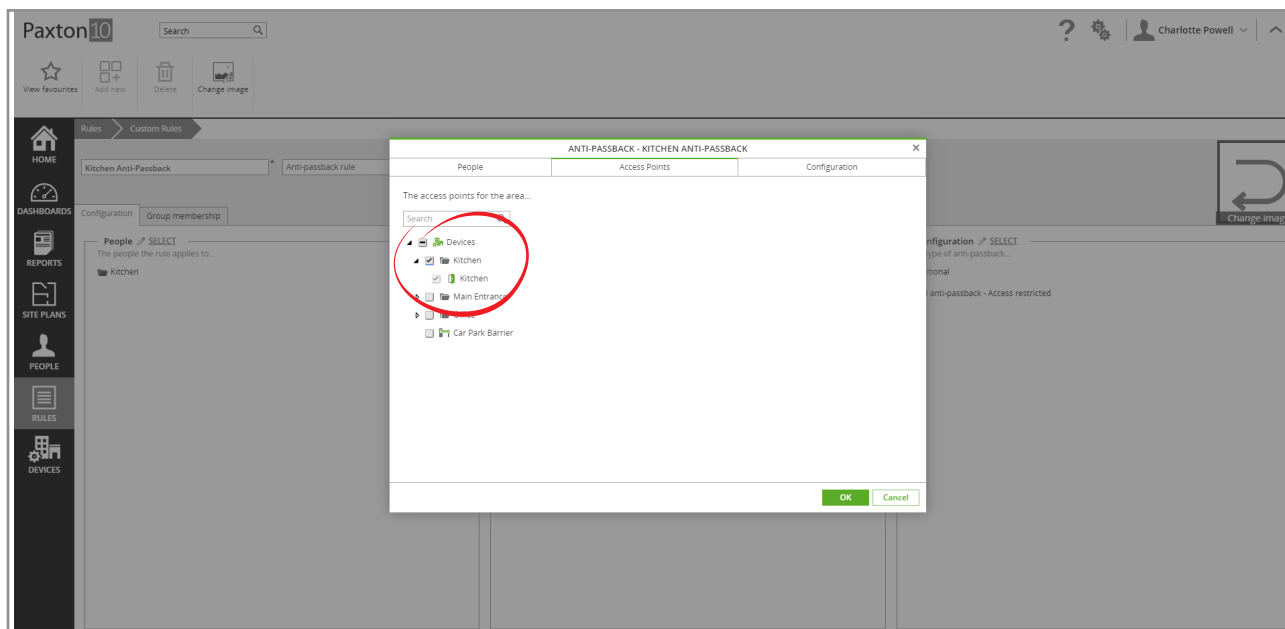 Paxton10
Search
Charlotte Powell
View favourites
Add new
Delete
Change image
Rules
Custom Rules
HOME
DASHBOARDS
REPORTS
SITE PLANS
PEOPLE
RULES
DEVICES
Kitchen Anti-Passback
*
Anti-passback rule
Configuration
Group membership
People SELECT
The people the rule applies to...
Kitchen
ANTI-PASSBACK - KITCHEN ANTI-PASSBACK
People
Access Points
Configuration
The access points for the area...
Search
Devices
Kitchen
Kitchen
Main Entrance
Car Park Barrier
OK
Cancel
Change imag
nfiguration SELECT
type of anti-passback...
itional
anti-passback - Access restricted